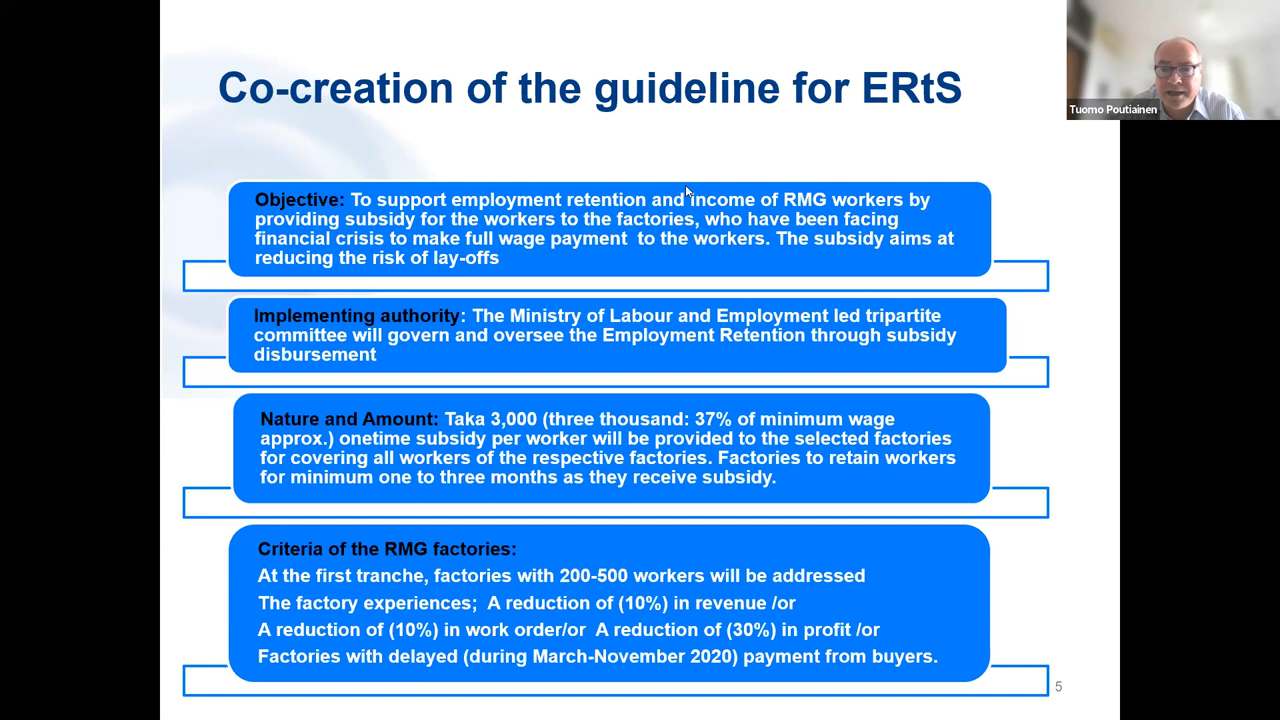 Co-creation of the guideline for ERtS
Tuomo Poutiainen
Objective: To support employment retention and income of RMG workers by
providing subsidy for the workers to the factories, who have been facing
financial crisis to make full wage payment  to the workers. The subsidy aims at
reducing the risk of lay-offs
Implementing authority: The Ministry of Labour and Employment led tripartite
committee will govern and oversee the Employment Retention through subsidy
disbursement
Nature and Amount: Taka 3,000 (three thousand: 37% of minimum wage
approx.) onetime subsidy per worker will be provided to the selected factories
for covering all workers of the respective factories. Factories to retain workers
for minimum one to three months as they receive subsidy.
Criteria of the RMG factories:
At the first tranche, factories with 200-500 workers will be addressed
The factory experiences;  A reduction of (10%) in revenue /or
A reduction of (10%) in work order/or  A reduction of (30%) in profit /or
Factories with delayed (during March-November 2020) payment from buyers.
5